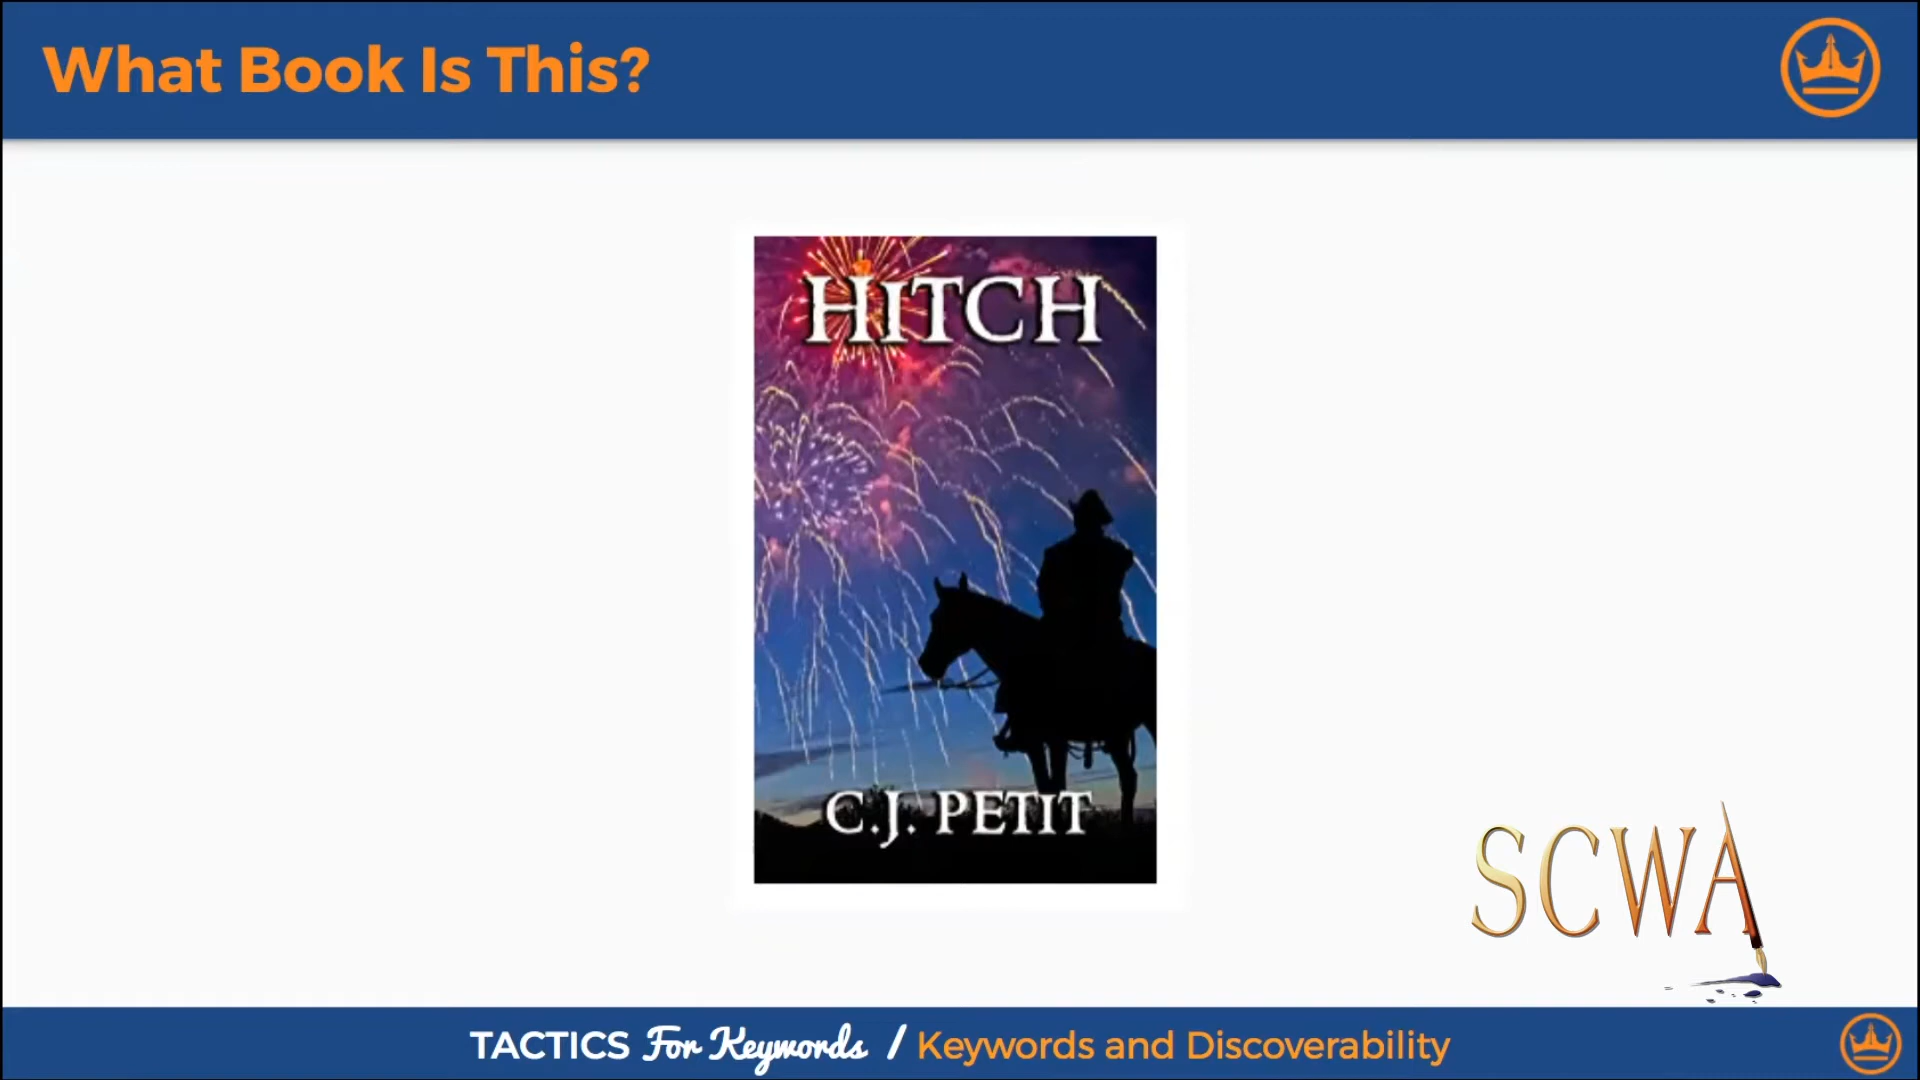 What Book Is This?
HITCH
C.J. PETIT
SCWA
TACTICS For Keywords / Keywords and Discoverability